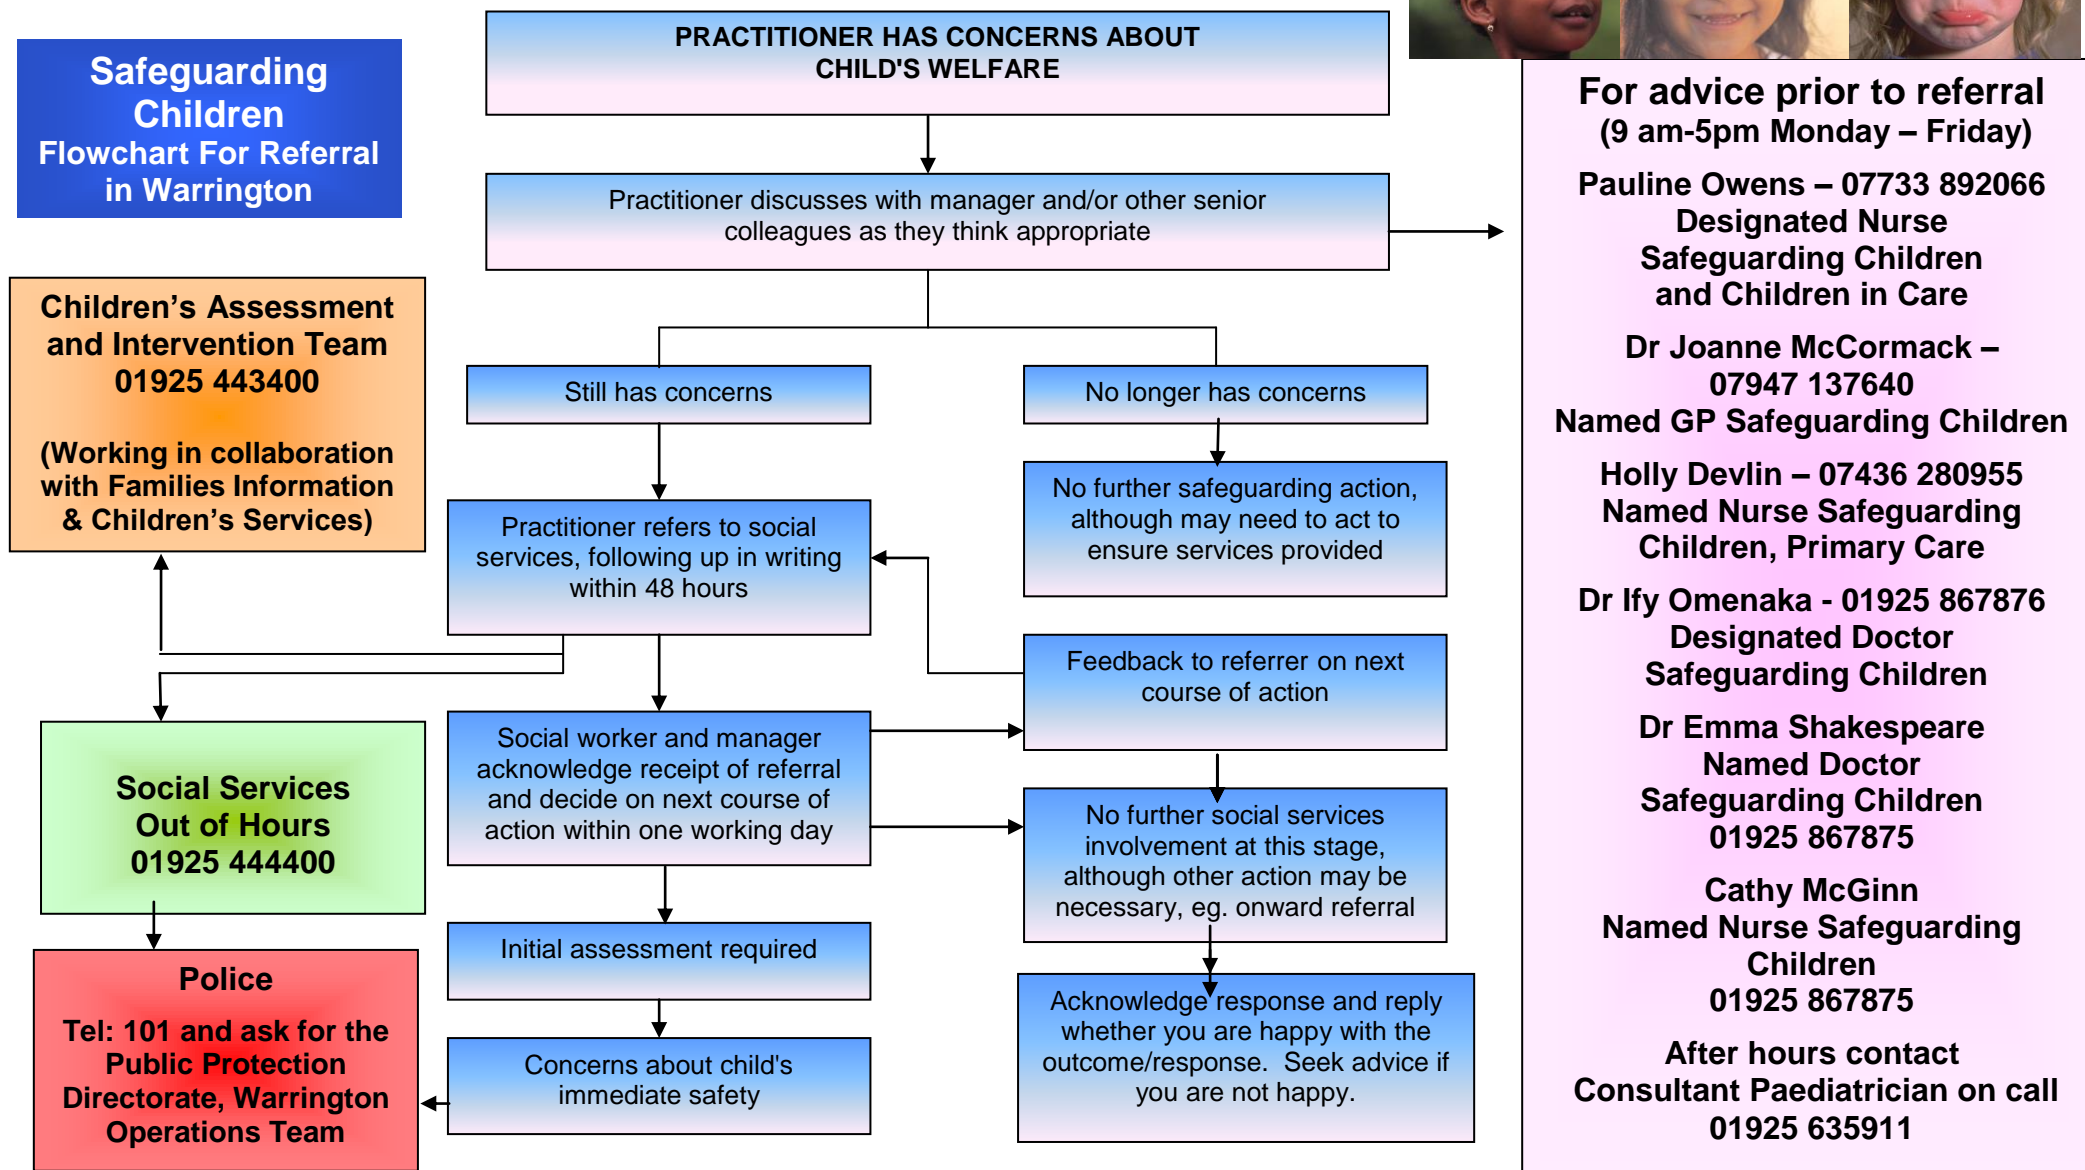 Safeguarding
Children
Flowchart For Referral
in Warrington
PRACTITIONER HAS CONCERNS ABOUT
CHILD'S WELFARE
Practitioner discusses with manager and/or other senior
colleagues as they think appropriate
Children’s Assessment
and Intervention Team
01925 443400
(Working in collaboration
with Families Information
& Children’s Services)
Still has concerns
No longer has concerns
Practitioner refers to social
services, following up in writing
within 48 hours
No further safeguarding action,
although may need to act to
ensure services provided
Feedback to referrer on next
course of action
Social Services
Out of Hours
01925 444400
Social worker and manager
acknowledge receipt of referral
and decide on next course of
action within one working day
No further social services
involvement at this stage,
although other action may be
necessary, eg. onward referral
Initial assessment required
Police
Tel: 101 and ask for the
Public Protection
Directorate, Warrington
Operations Team
Concerns about child's
immediate safety
Acknowledge response and reply
whether you are happy with the
outcome/response.  Seek advice if
you are not happy.
For advice prior to referral
(9 am-5pm Monday – Friday)
Pauline Owens – 07733 892066
Designated Nurse
Safeguarding Children
and Children in Care
Dr Joanne McCormack –
07947 137640
Named GP Safeguarding Children
Holly Devlin – 07436 280955
Named Nurse Safeguarding
Children, Primary Care
Dr Ify Omenaka - 01925 867876
Designated Doctor
Safeguarding Children
Dr Emma Shakespeare
Named Doctor
Safeguarding Children
01925 867875
Cathy McGinn
Named Nurse Safeguarding
Children
01925 867875
After hours contact
Consultant Paediatrician on call
01925 635911